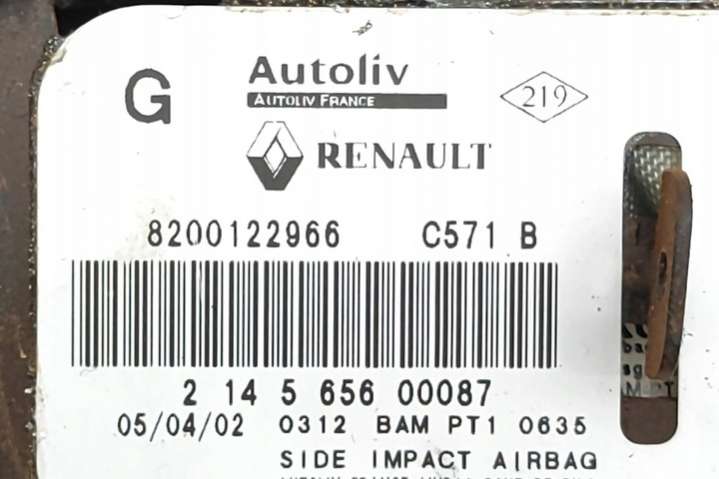 G
Autoliv
AUTOLIV FRANCE
219
RENAULT
8200122966 C571 B
2 14 5 656 00087
05/04/02 0312 BAM PT1 0635
SIDE IMPACT AIRBAG